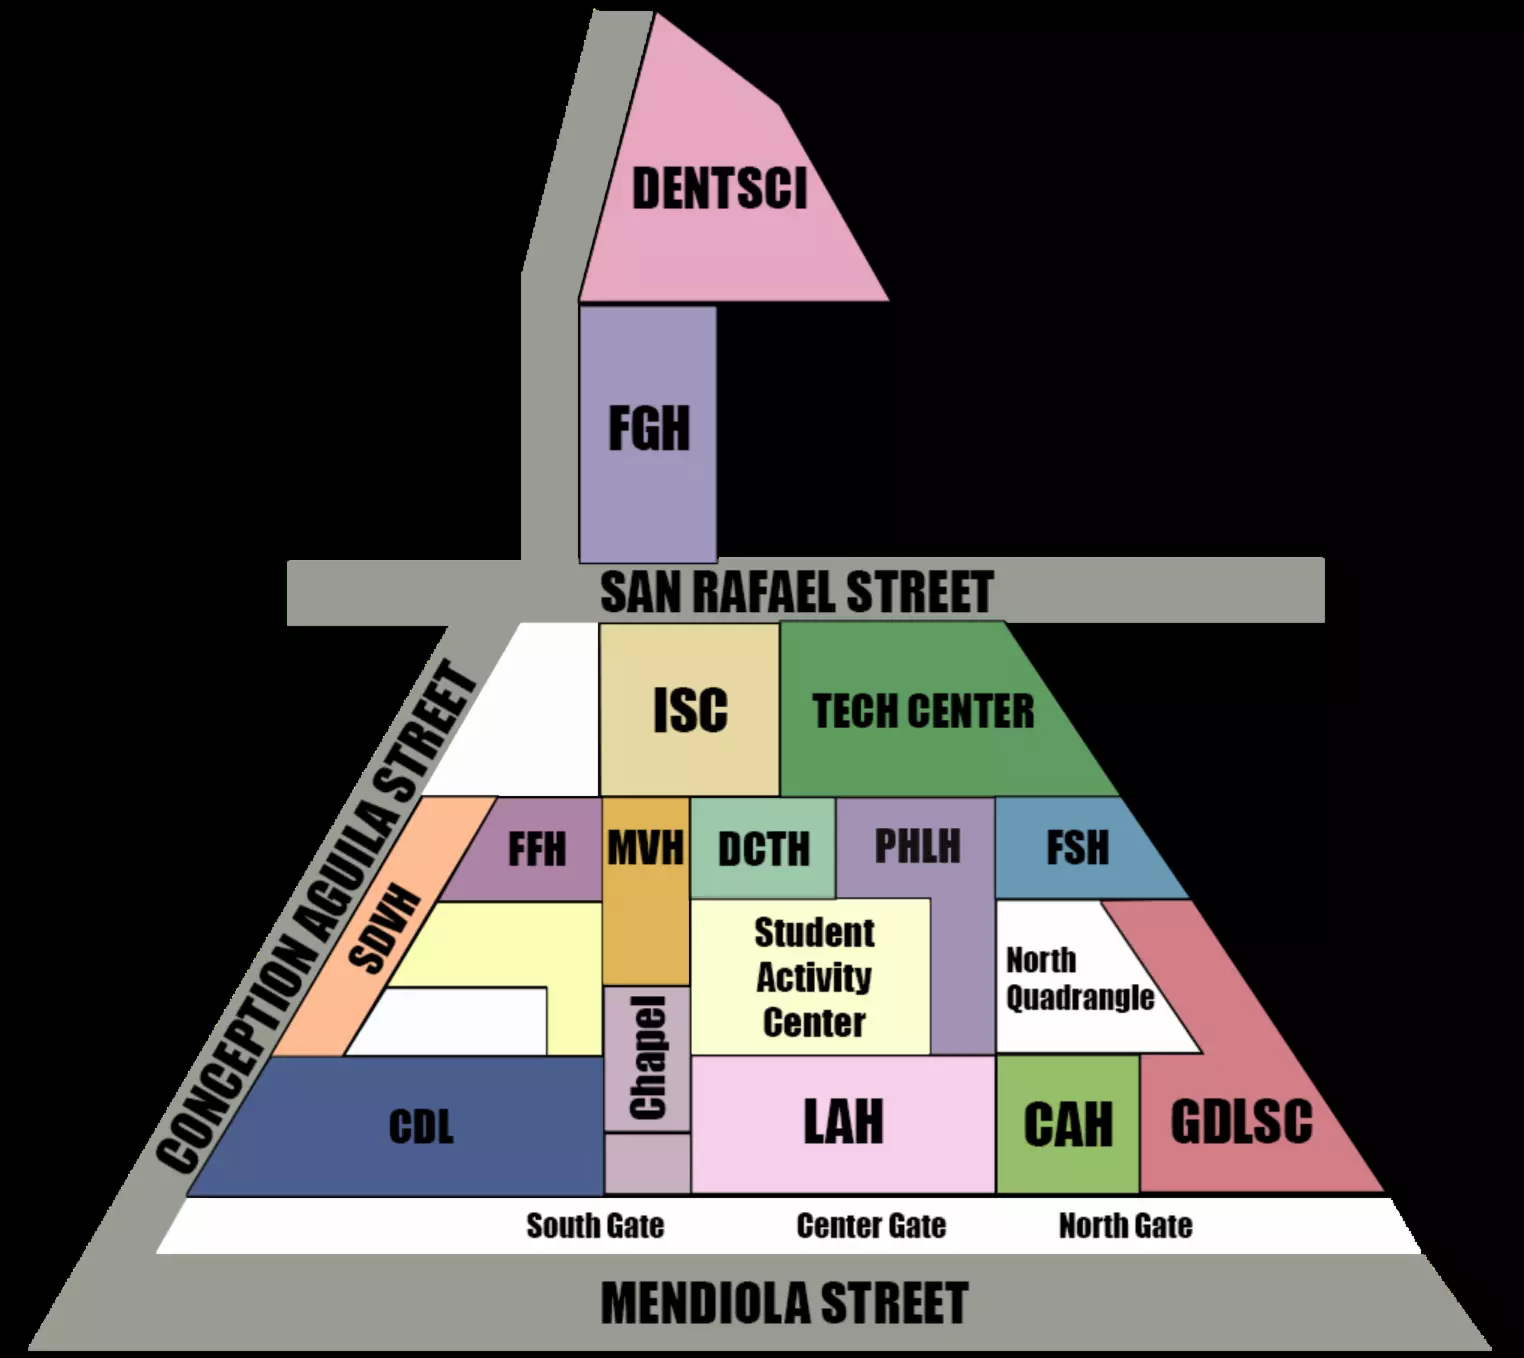 DENTSCI
FGH
SAN RAFAEL STREET
ISC
TECH CENTER
CONCEPTION AGUILA STREET
SDVH
FFH
MVH
DCTH
PHLH
FSH
Student
Activity
Center
North
Quadrangle
Chapel
CDL
LAH
CAH
GDLSC
South Gate
Center Gate
North Gate
MENDIOLA STREET